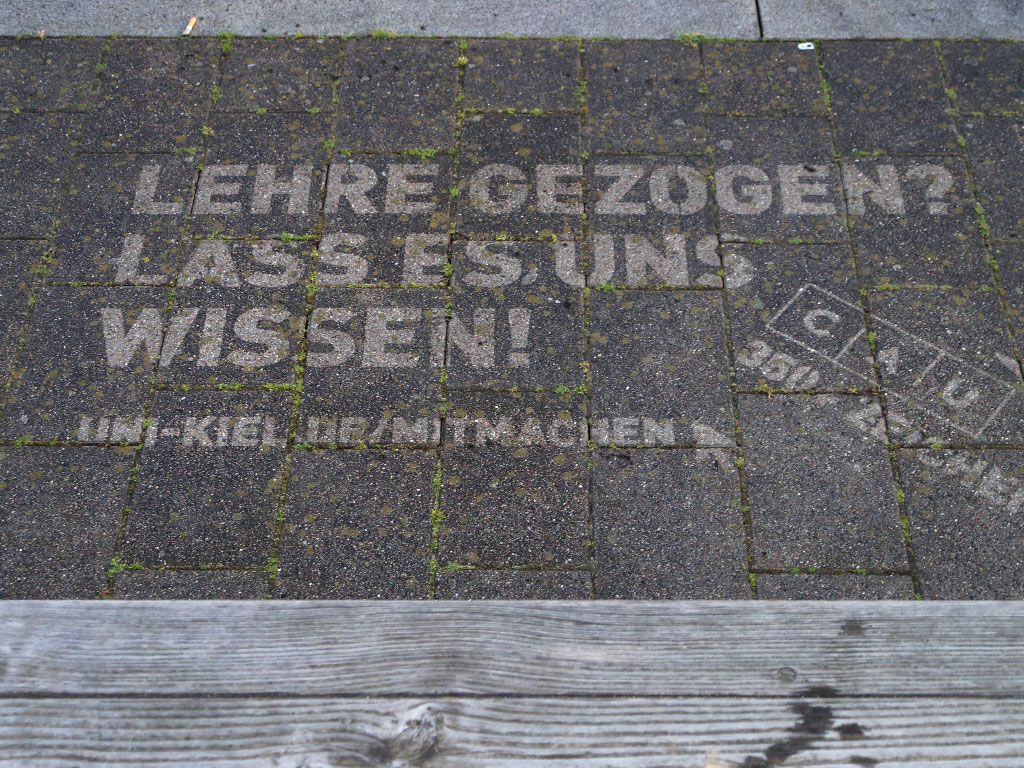 LEHRE GEZOGEN?
LASS ES UNS
WISSEN!
UNI-KIEL.DE/MITMACHEN
C A U
350